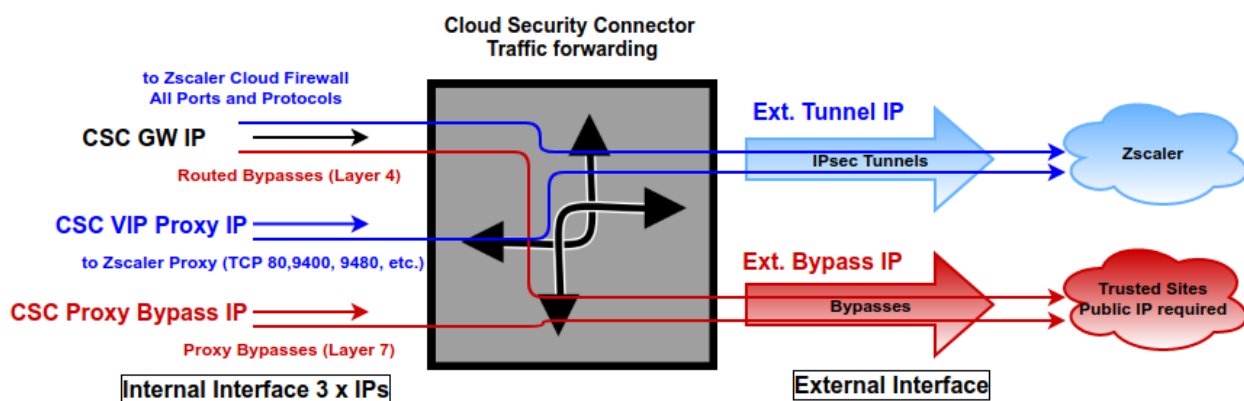 Cloud Security Connector
Traffic forwarding
to Zscaler Cloud Firewall
All Ports and Protocols
CSC GW IP
Routed Bypasses (Layer 4)
CSC VIP Proxy IP
to Zscaler Proxy (TCP 80,9400, 9480, etc.)
CSC Proxy Bypass IP
Proxy Bypasses (Layer 7)
Internal Interface 3 x IPs
Ext. Tunnel IP
IPsec Tunnels
Zscaler
Ext. Bypass IP
Bypasses
Trusted Sites
Public IP required
External Interface